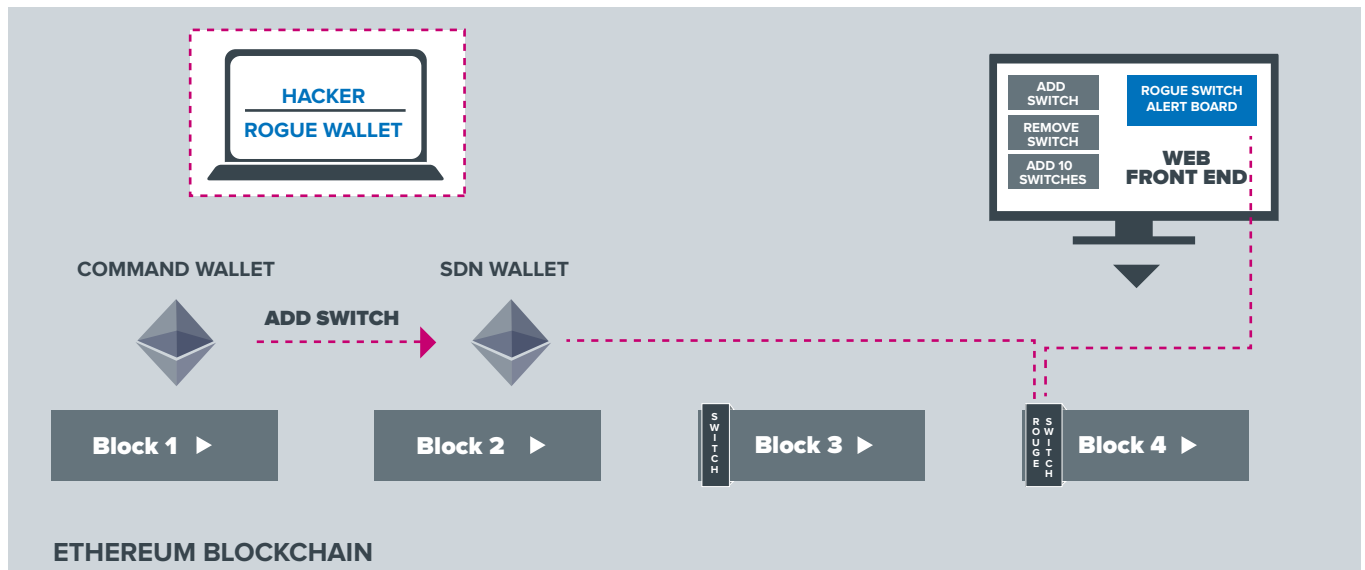 HACKER
ROGUE WALLET
ADD
SWITCH
REMOVE
SWITCH
ADD 10
SWITCHES
ROGUE SWITCH
ALERT BOARD
WEB
FRONT END
COMMAND WALLET
SDN WALLET
ADD SWITCH
Block 1
Block 2
SWITCH
Block 3
ROUGE
SWITCH
Block 4
ETHEREUM BLOCKCHAIN